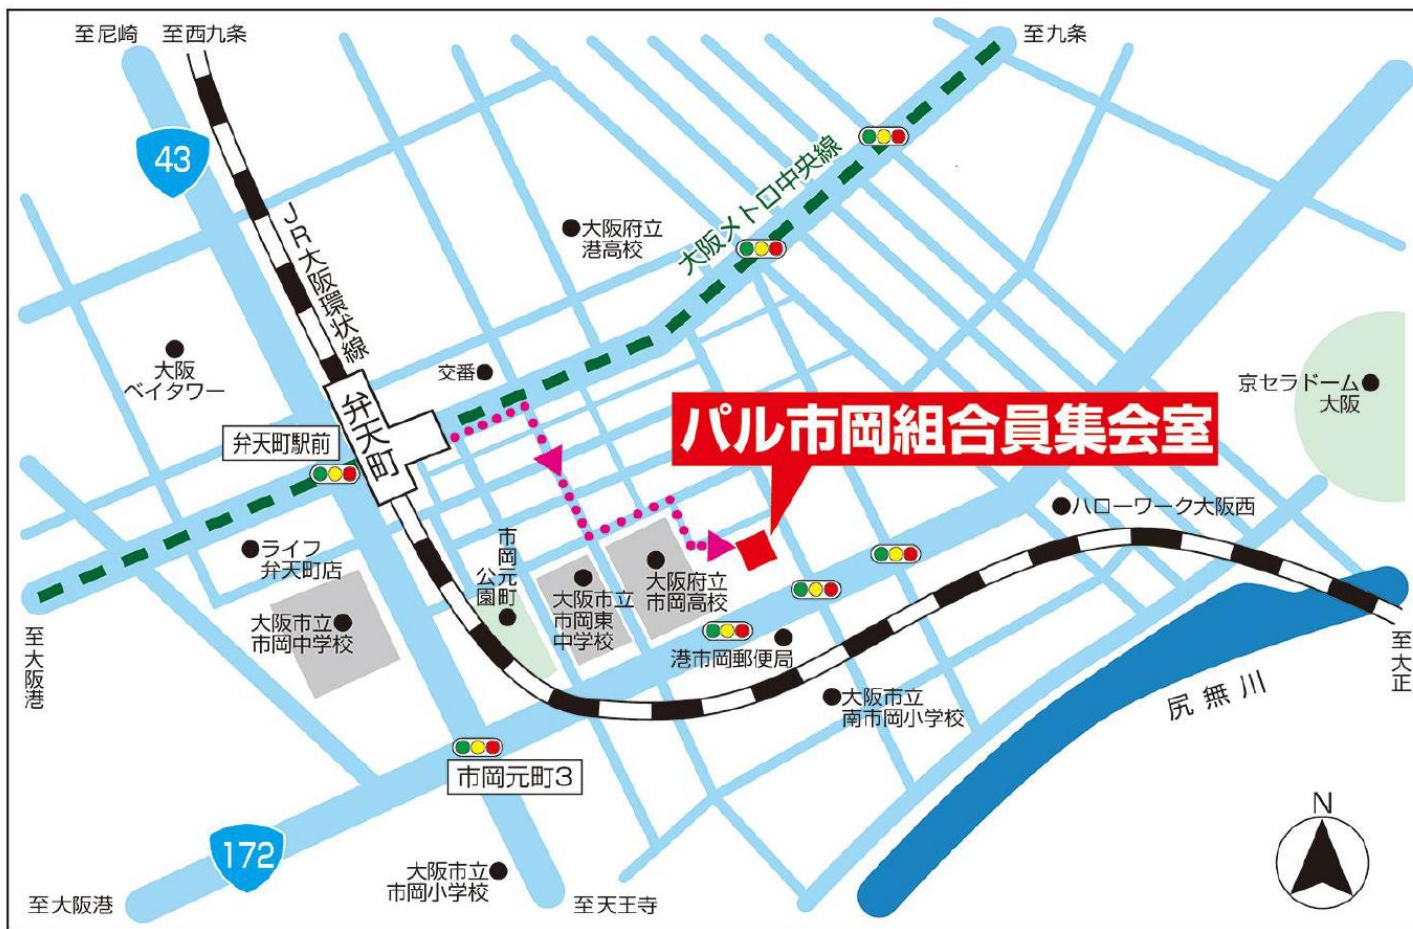 至尼崎
至西九条
至九条
43
JR大阪環状線
大阪府立
港高校
大阪メトロ中央線
大阪
ベイタワー
交番
弁天町
弁天町駅前
パル市岡組合員集会室
京セラドーム
大阪
ハローワーク大阪西
ライフ
弁天町店
市岡元町
公園
大阪市立
市岡東
中学校
大阪府立
市岡高校
大阪市立
市岡中学校
港市岡郵便局
至大阪港
至大正
大阪市立
南市岡小学校
尻無川
市岡元町3
172
大阪市立
市岡小学校
N
至大阪港
至天王寺